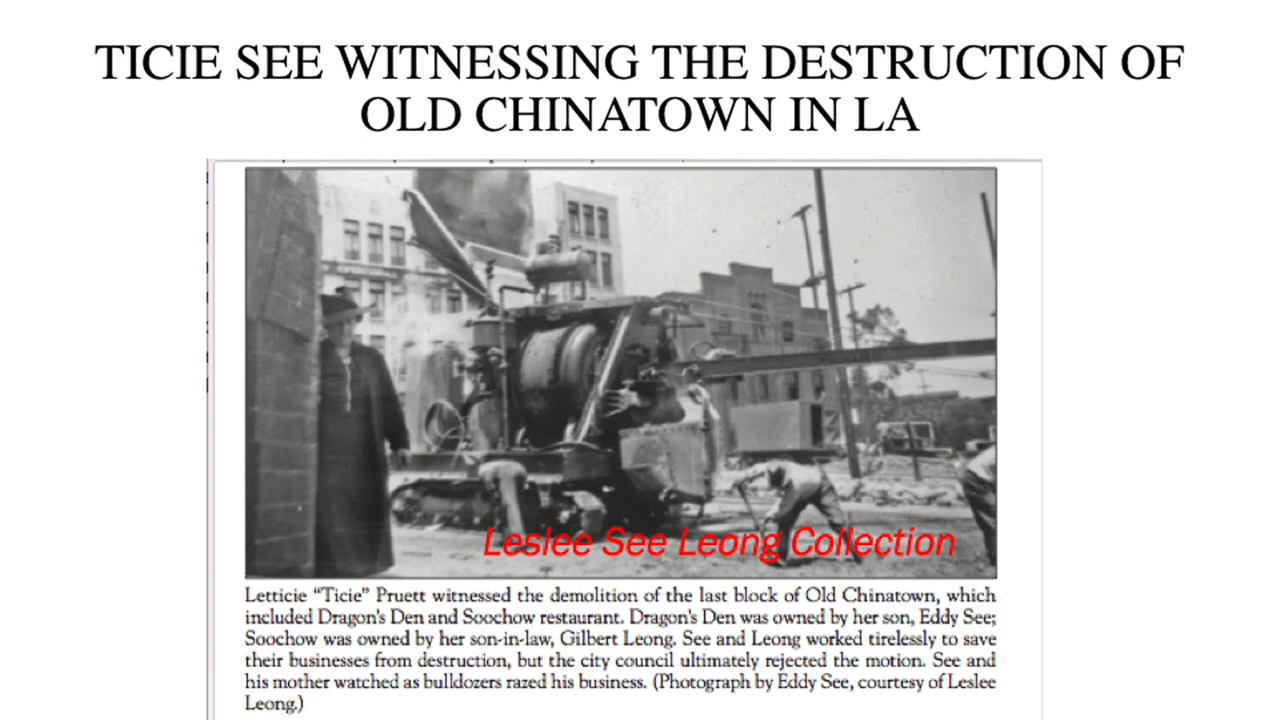 TICIE SEE WITNESSING THE DESTRUCTION OF
OLD CHINATOWN IN LA
Leslee See Leong Collection
Letticie “Ticie” Pruett witnessed the demolition of the last block of Old Chinatown, which
included Dragon's Den and Soochow restaurant. Dragon's Den was owned by her son, Eddy See;
Soochow was owned by her son-in-law, Gilbert Leong. See and Leong worked tirelessly to save
their businesses from destruction, but the city council ultimately rejected the motion. See and
his mother watched as bulldozers razed his business. (Photograph by Eddy See, courtesy of Leslee
Leong.)